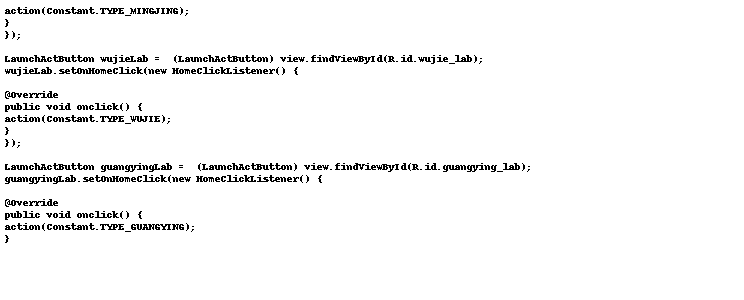 action(Constant.TYPE_MINGJING);
}
});
LaunchActButton wujieLab =  (LaunchActButton) view.findViewById(R.id.wujie_lab);
wujieLab.setOnHomeClick(new HomeClickListener() {
@Override
public void onclick() {
action(Constant.TYPE_WUJIE);
}
});
LaunchActButton guangyingLab =  (LaunchActButton) view.findViewById(R.id.guangying_lab);
guangyingLab.setOnHomeClick(new HomeClickListener() {
@Override
public void onclick() {
action(Constant.TYPE_GUANGYING);
}